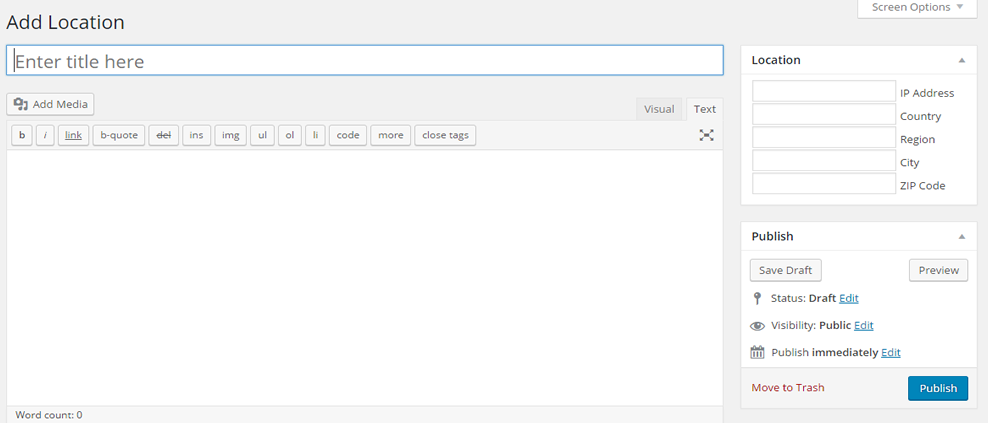 Screen Options
Add Location
Enter title here
Add Media
Visual Text
b i link b-quote del ins img ul ol li code more close tags
Word count: 0
Location
IP Address
Country
Region
City
ZIP Code
Publish
Save Draft Preview
Status: Draft Edit
Visibility: Public Edit
Publish immediately Edit
Move to Trash Publish